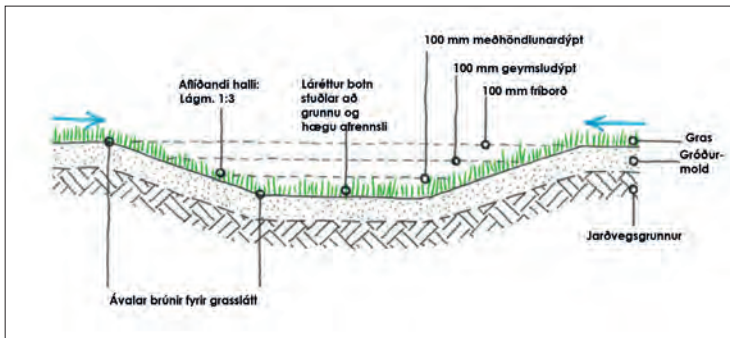 100 mm meðhöndlunardýpt
100 mm geymsludýpt
100 mm fríborð
Aflíðandi halli:
Lágm. 1:3
Láréttur botn
stuðlar að
grunnu og
hægu afrennsli
Gras
Gróður-
mold
Jarðvegsgrunnur
Ávalar brúnir fyrir grasslátt